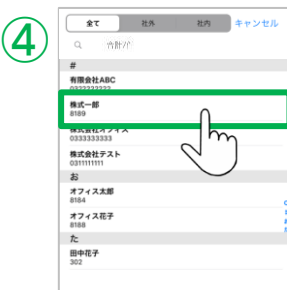 ④
全て 社外 社内 キャンセル
#
有限会社ABC
0322222222
株式一郎
8189
株式会社オフィス
0333333333
株式会社テスト
0311111111
お
オフィス太郎
8184
オフィス花子
8188
た
田中花子
302